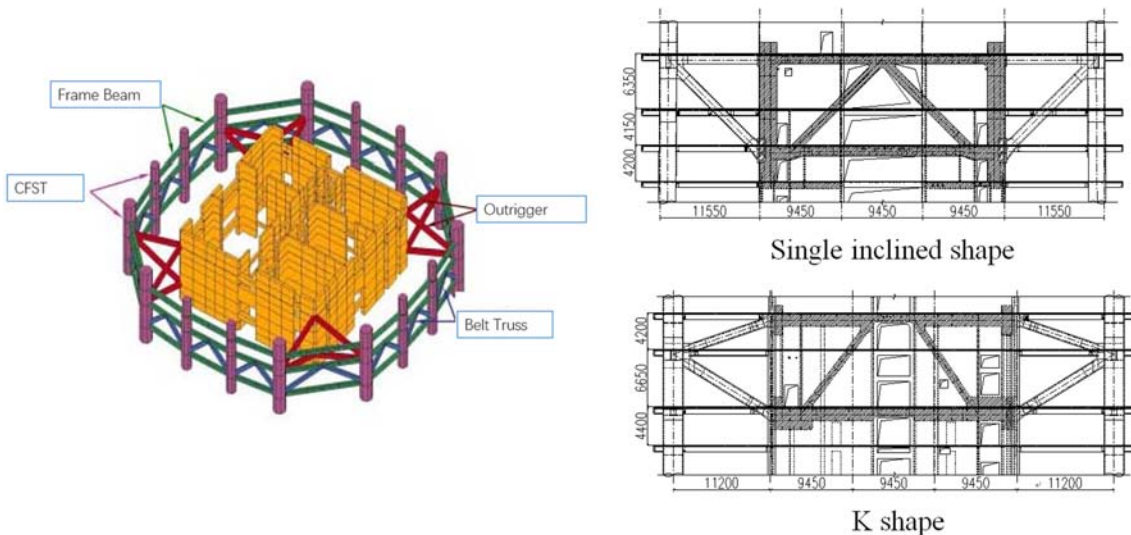 Frame Beam
CFST
Outrigger
Belt Truss
6350
4150
4200
11550 9450 9450 9450 11550
Single inclined shape
4200
6650
4400
11200 9450 9450 9450 11200
K shape